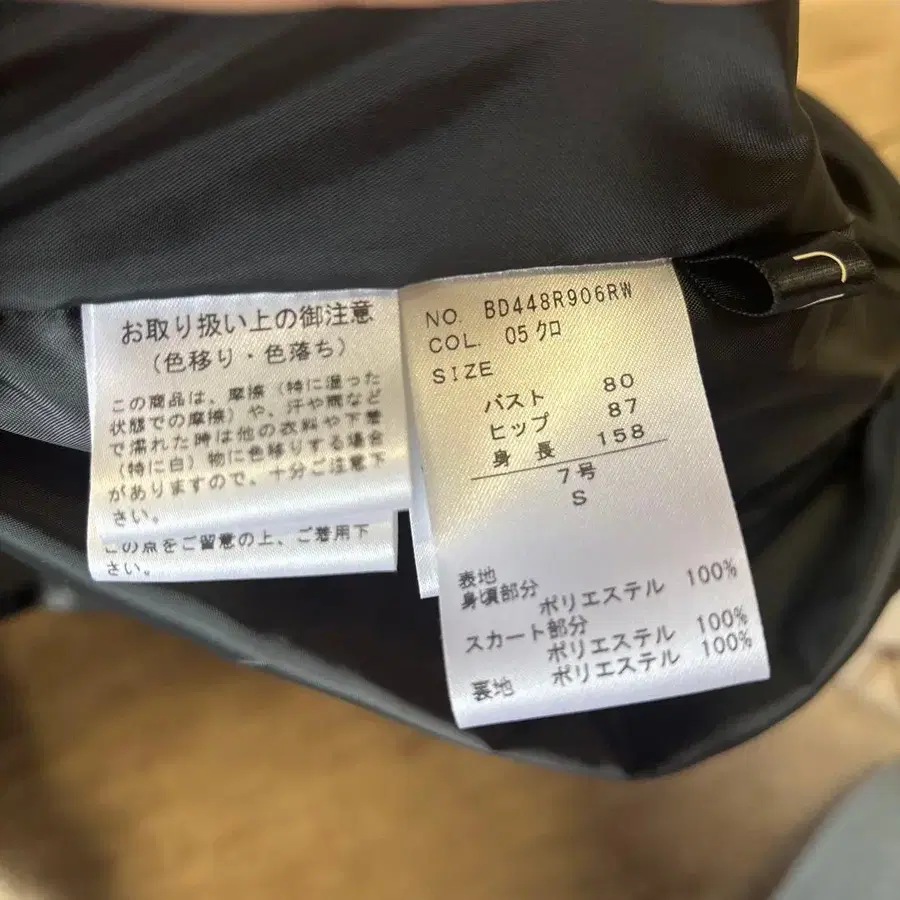 お取り扱い上の御注意
（色移り・色落ち）
この商品は、摩擦（特に湿った
状態での摩擦）や、汗や雨など
で濡れた時は他の衣料や下着
（特に白）物に色移りする場合
がありますので、十分ご注意下
さい。
この点をご留意の上、ご着用下
さい。
NO. BD448R906RW
COL. 05 クロ
SIZE
バスト 80
ヒップ 87
身長 158
7号
S
表地
身頃部分
ポリエステル 100%
スカート部分
ポリエステル 100%
裏地 ポリエステル 100%